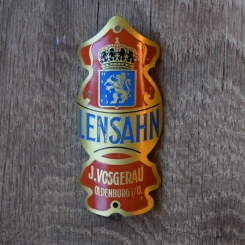 LENSAHN
J. VOSGERAU
OLDENBURG i/O.